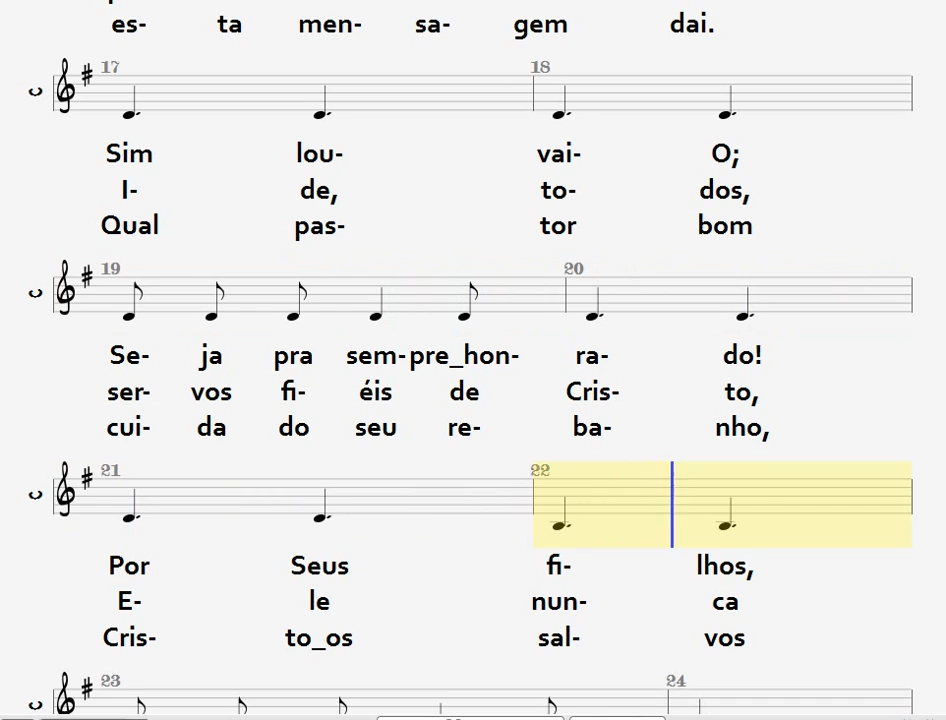 es- ta men- sa- gem dai.
17 18
Sim lou- vai- O;
I- de, to- dos,
Qual pas- tor bom
19 20
Se- ja pra sem- pre_hon- ra- do!
ser- vos fi- éis de Cris- to,
cui- da do seu re- ba- nho,
21 22
Por Seus fi- lhos,
E- le nun- ca
Cris- to_os sal- vos
23 24